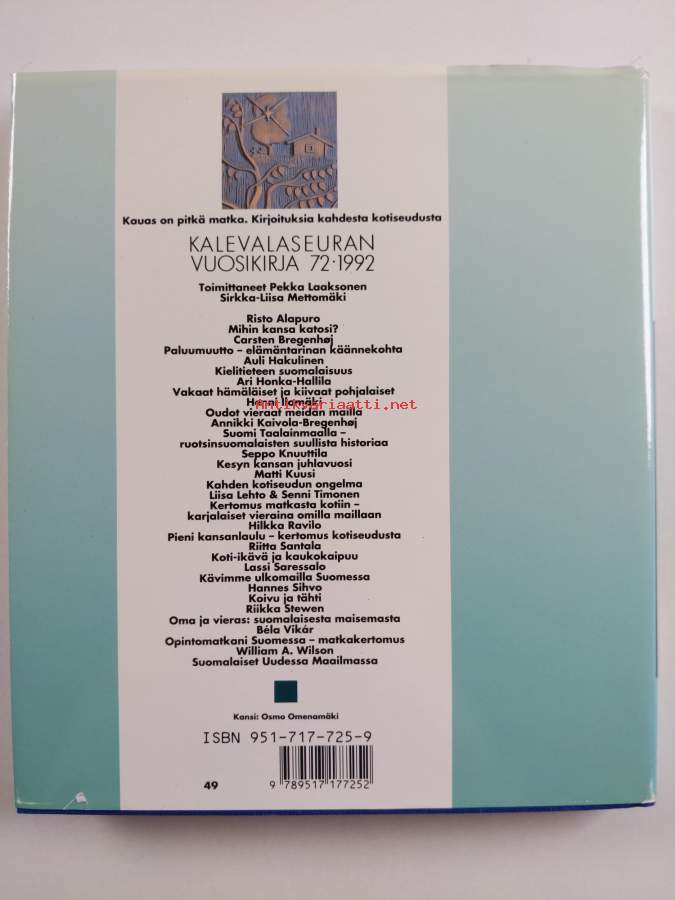 Kauas on pitkä matka. Kirjoituksia kahdesta kotiseudusta
KALEVALASEURAN
VUOSIKIRJA 72·1992
Toimittaneet Pekka Laaksonen
Sirkka-Liisa Mettomäki
Risto Alapuro
Mihin kansa katosi?
Carsten Bregenhøj
Paluumuutto – elämäntarinan käännekohta
Auli Hakulinen
Kielitieteen suomalaisuus
Ari Honka-Hallila
Vakaat hämäläiset ja kiivaat pohjalaiset
Henni Ilomäki
Antikvariaatti.net
Oudot vieraat meidän mailla
Annikki Kaivola-Bregenhøj
Suomi Taalainmaalla –
ruotsinsuomalaisten suullista historiaa
Seppo Knuuttila
Kesyn kansan juhlavuosi
Matti Kuusi
Kahden kotiseudun ongelma
Liisa Lehto & Senni Timonen
Kertomus matkasta kotiin –
karjalaiset vieraina omilla maillaan
Hilkka Ravilo
Pieni kansanlaulu – kertomus kotiseudusta
Riitta Santala
Koti-ikävä ja kaukokaipuu
Lassi Saressalo
Kävimme ulkomailla Suomessa
Hannes Sihvo
Koivu ja tähti
Riikka Stewen
Oma ja vieras: suomalaisesta maisemasta
Béla Vikár
Opintomatkani Suomessa – matkakertomus
William A. Wilson
Suomalaiset Uudessa Maailmassa
Kansi: Osmo Omenamäki
ISBN 951-717-725-9
49
9 789517 177252